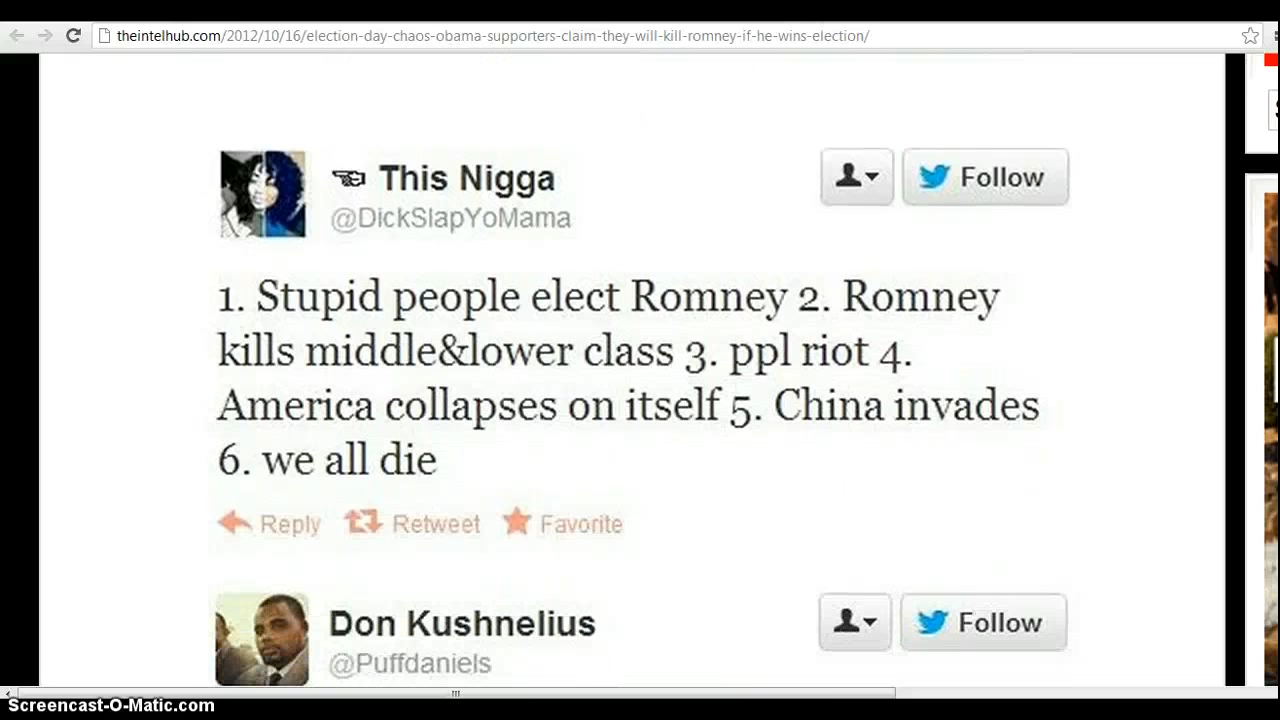 theintelhub.com/2012/10/16/election-day-chaos-obama-supporters-claim-they-will-kill-romney-if-he-wins-election/
☜ This Nigga
@DickSlapYoMama
Follow
1. Stupid people elect Romney 2. Romney
kills middle&lower class 3. ppl riot 4.
America collapses on itself 5. China invades
6. we all die
Reply Retweet Favorite
Don Kushnelius
@Puffdaniels
Follow
Screencast-O-Matic.com